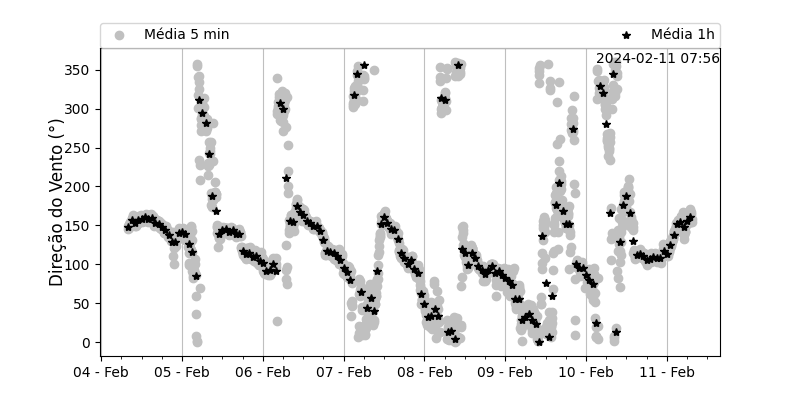 Média 5 min
Média 1h
2024-02-11 07:56
Direção do Vento (°)
350
300
250
200
150
100
50
0
04 - Feb
05 - Feb
06 - Feb
07 - Feb
08 - Feb
09 - Feb
10 - Feb
11 - Feb